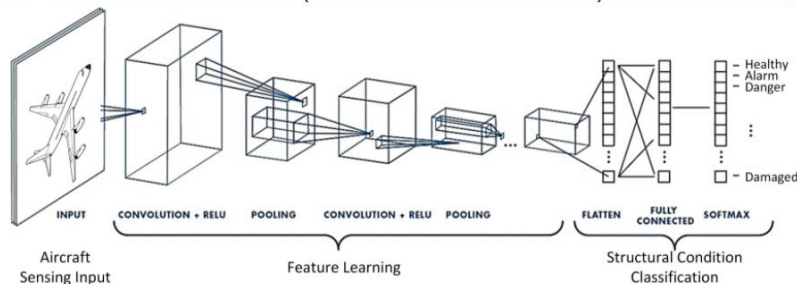 Healthy
Alarm
Danger
Damaged
INPUT
CONVOLUTION + RELU
POOLING
CONVOLUTION + RELU
POOLING
FLATTEN
FULLY
CONNECTED
SOFTMAX
Aircraft
Sensing Input
Feature Learning
Structural Condition
Classification